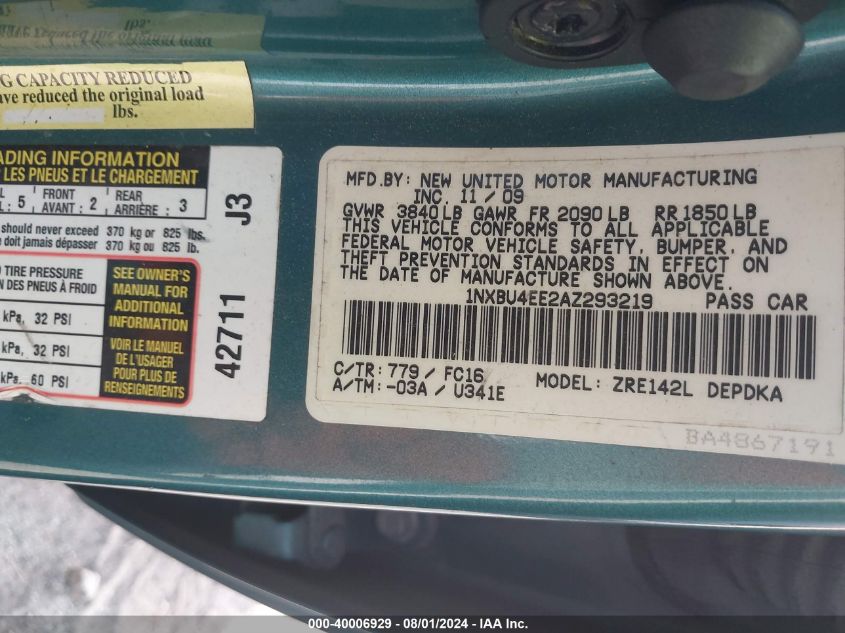 lbs.
G CAPACITY REDUCED
ave reduced the original load
lbs.
ADING INFORMATION
LES PNEUS ET LE CHARGEMENT
: 5 FRONT AVANT : 2 REAR ARRIÈRE : 3
should never exceed 370 kg or 825 lbs.
e doit jamais dépasser 370 kg ou 825 lb.
TIRE PRESSURE
ON DES PNEUS À FROID
kPa, 32 PSI
kPa, 32 PSI
kPa, 60 PSI
SEE OWNER'S
MANUAL FOR
ADDITIONAL
INFORMATION
VOIR LE MANUEL
DE L'USAGER
POUR PLUS DE
RENSEIGNEMENTS
42711 J3
MFD.BY: NEW UNITED MOTOR MANUFACTURING
INC. 11/09
GVWR 3840LB GAWR FR 2090LB RR 1850LB
THIS VEHICLE CONFORMS TO ALL APPLICABLE
FEDERAL MOTOR VEHICLE SAFETY, BUMPER, AND
THEFT PREVENTION STANDARDS IN EFFECT ON
THE DATE OF MANUFACTURE SHOWN ABOVE.
1NXBU4EE2AZ293219 PASS CAR
C/TR: 779 / FC16
A/TM: -03A / U341E
MODEL: ZRE142L DEPDKA
BA4867191
000-40006929 - 08/01/2024 - IAA Inc.